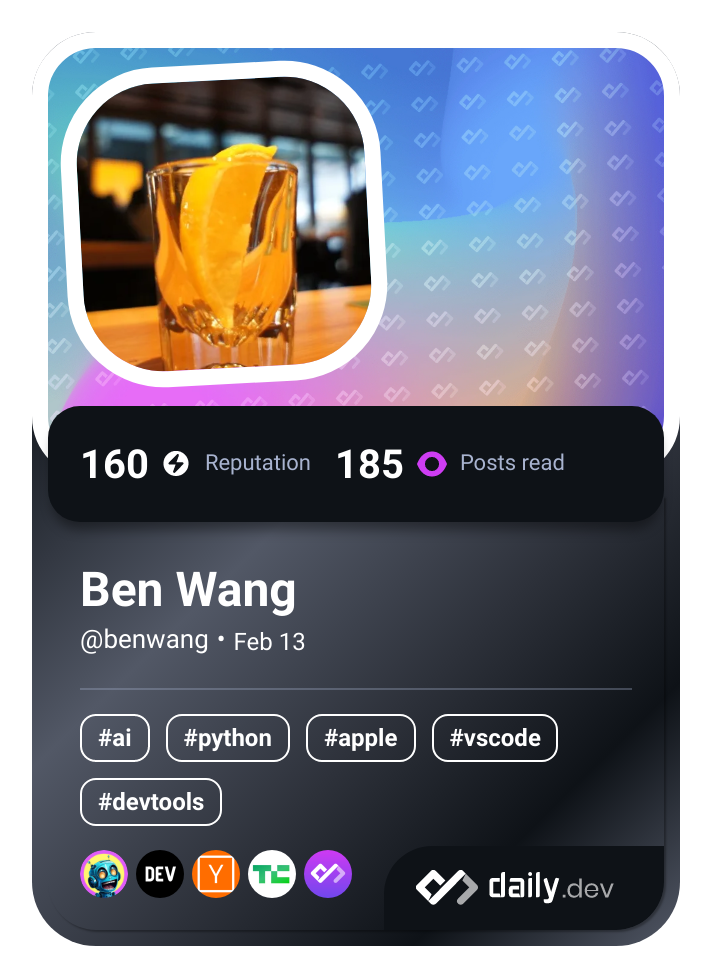 160 Reputation 185 Posts read
Ben Wang
@benwang • Feb 13
#ai #python #apple #vscode
#devtools
DEV Y TC daily.dev